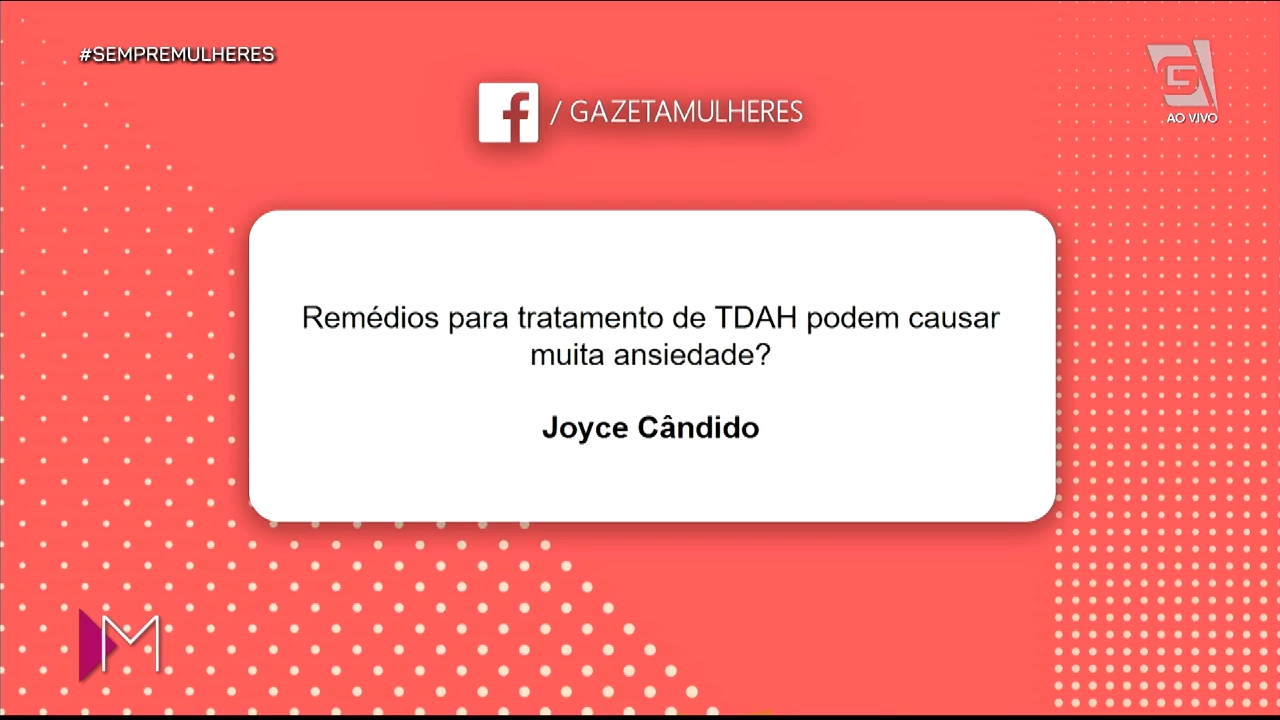 #SEMPREMULHERES
/ GAZETAMULHERES
G
AO VIVO
Remédios para tratamento de TDAH podem causar
muita ansiedade?
Joyce Cândido
M